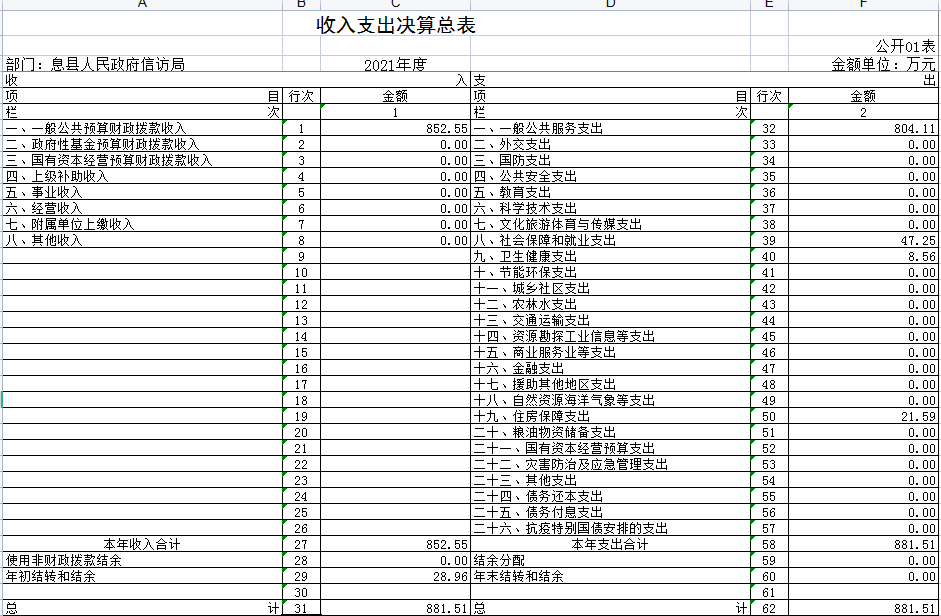 A B C D E F
收入支出决算总表
公开01表
部门：息县人民政府信访局 2021年度 金额单位：万元
收 入 支 出
项 目 行次 金额 项 目 行次 金额
栏 次 1 栏 次 2
一、一般公共预算财政拨款收入 1 852.55 一、一般公共服务支出 32 804.11
二、政府性基金预算财政拨款收入 2 0.00 二、外交支出 33 0.00
三、国有资本经营预算财政拨款收入 3 0.00 三、国防支出 34 0.00
四、上级补助收入 4 0.00 四、公共安全支出 35 0.00
五、事业收入 5 0.00 五、教育支出 36 0.00
六、经营收入 6 0.00 六、科学技术支出 37 0.00
七、附属单位上缴收入 7 0.00 七、文化旅游体育与传媒支出 38 0.00
八、其他收入 8 0.00 八、社会保障和就业支出 39 47.25
9 九、卫生健康支出 40 8.56
10 十、节能环保支出 41 0.00
11 十一、城乡社区支出 42 0.00
12 十二、农林水支出 43 0.00
13 十三、交通运输支出 44 0.00
14 十四、资源勘探工业信息等支出 45 0.00
15 十五、商业服务业等支出 46 0.00
16 十六、金融支出 47 0.00
17 十七、援助其他地区支出 48 0.00
18 十八、自然资源海洋气象等支出 49 0.00
19 十九、住房保障支出 50 21.59
20 二十、粮油物资储备支出 51 0.00
21 二十一、国有资本经营预算支出 52 0.00
22 二十二、灾害防治及应急管理支出 53 0.00
23 二十三、其他支出 54 0.00
24 二十四、债务还本支出 55 0.00
25 二十五、债务付息支出 56 0.00
26 二十六、抗疫特别国债安排的支出 57 0.00
本年收入合计 27 852.55 本年支出合计 58 881.51
使用非财政拨款结余 28 0.00 结余分配 59 0.00
年初结转和结余 29 28.96 年末结转和结余 60 0.00
30 61
总 计 31 881.51 总 计 62 881.51